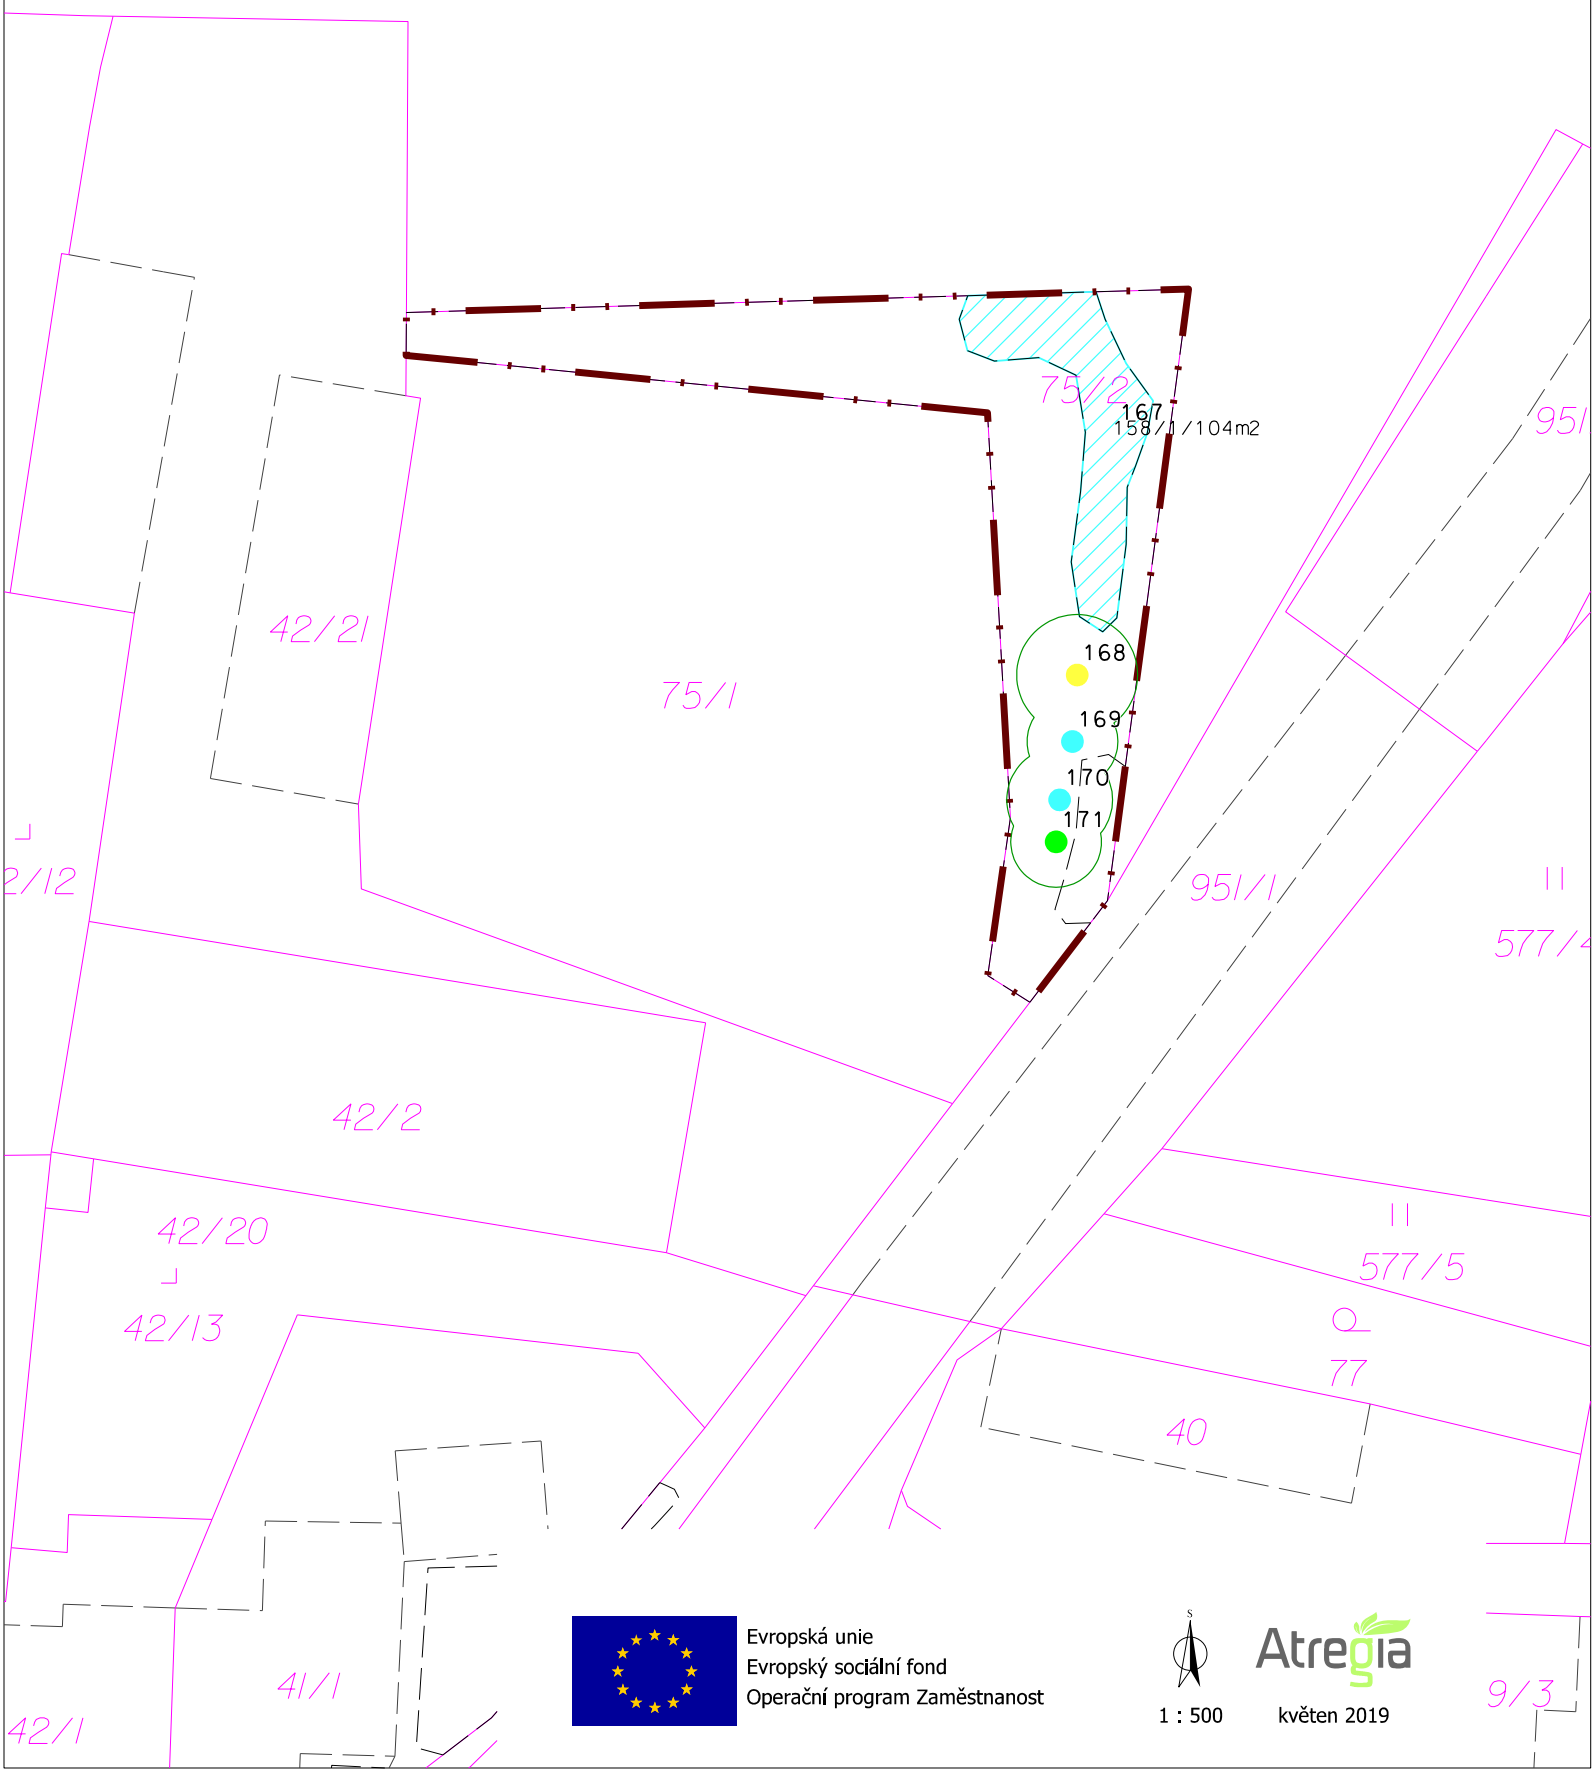 75/2
167
158/1/104m2
951
42/21
168
75/1
169
170
171
2/12
951/1
577/4
42/2
42/20
577/5
42/13
77
40
Evropská unie
Evropský sociální fond
Operační program Zaměstnanost
S
Atregia
1 : 500
květen 2019
41/1
9/3
42/1